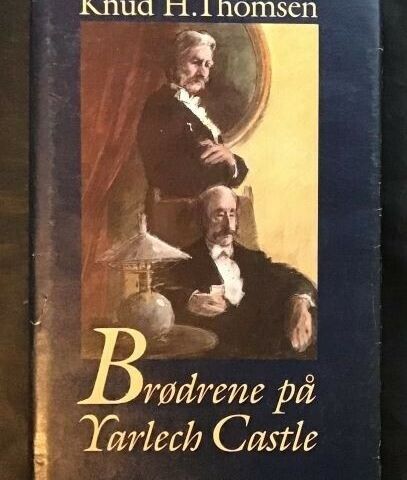 Knud H. Thomsen
Brødrene på
Yarlech Castle